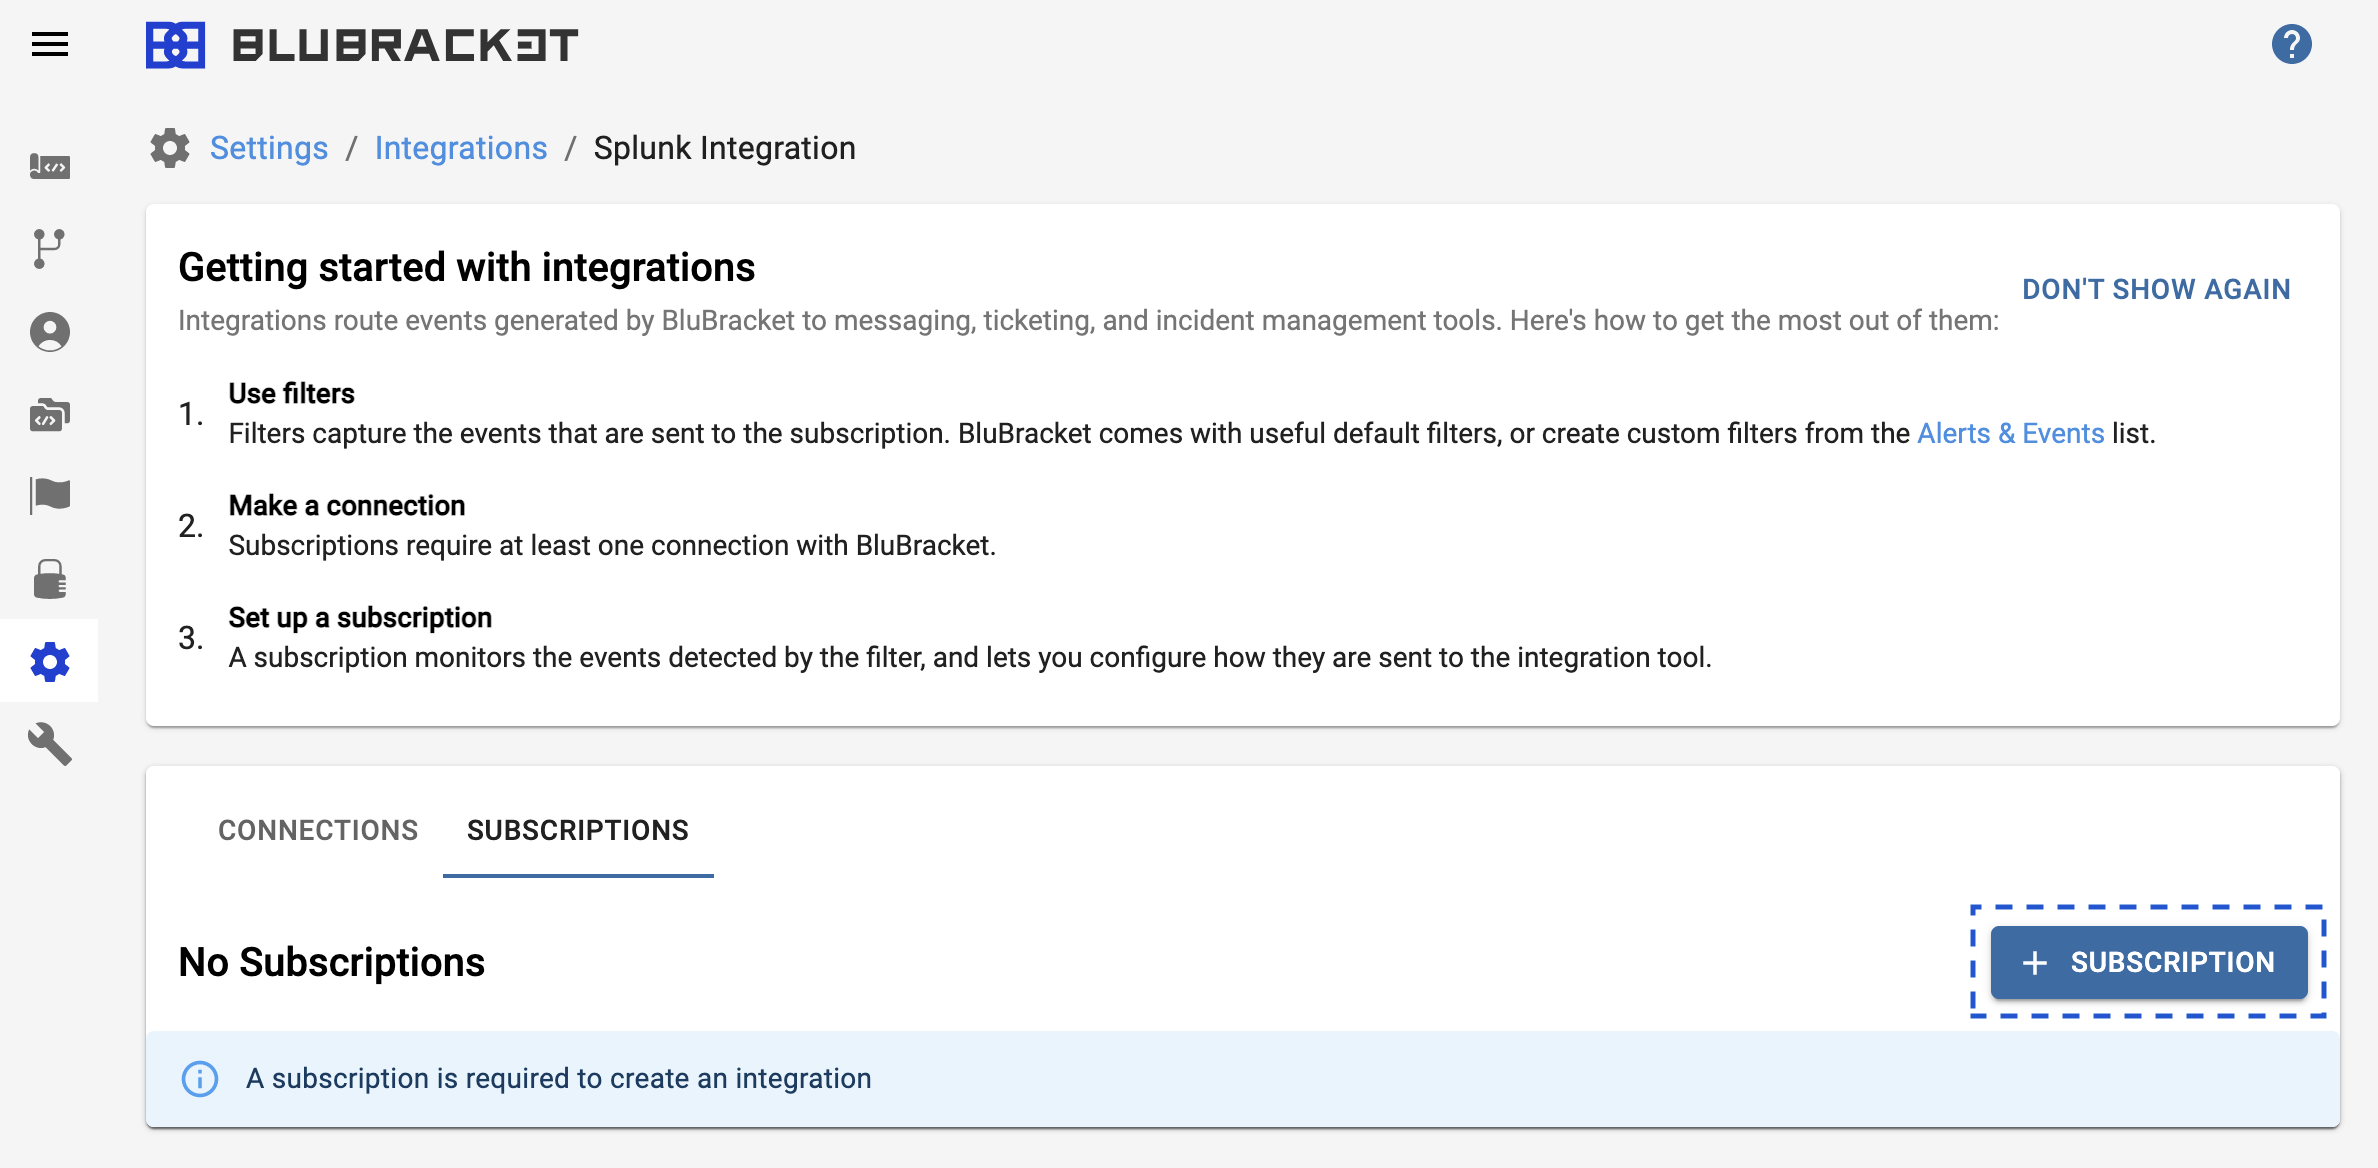 BLUBRACKET
?
Settings / Integrations / Splunk Integration
Getting started with integrations
DON'T SHOW AGAIN
Integrations route events generated by BluBracket to messaging, ticketing, and incident management tools. Here's how to get the most out of them:
1. Use filters
Filters capture the events that are sent to the subscription. BluBracket comes with useful default filters, or create custom filters from the Alerts & Events list.
2. Make a connection
Subscriptions require at least one connection with BluBracket.
3. Set up a subscription
A subscription monitors the events detected by the filter, and lets you configure how they are sent to the integration tool.
CONNECTIONS SUBSCRIPTIONS
No Subscriptions
+ SUBSCRIPTION
A subscription is required to create an integration